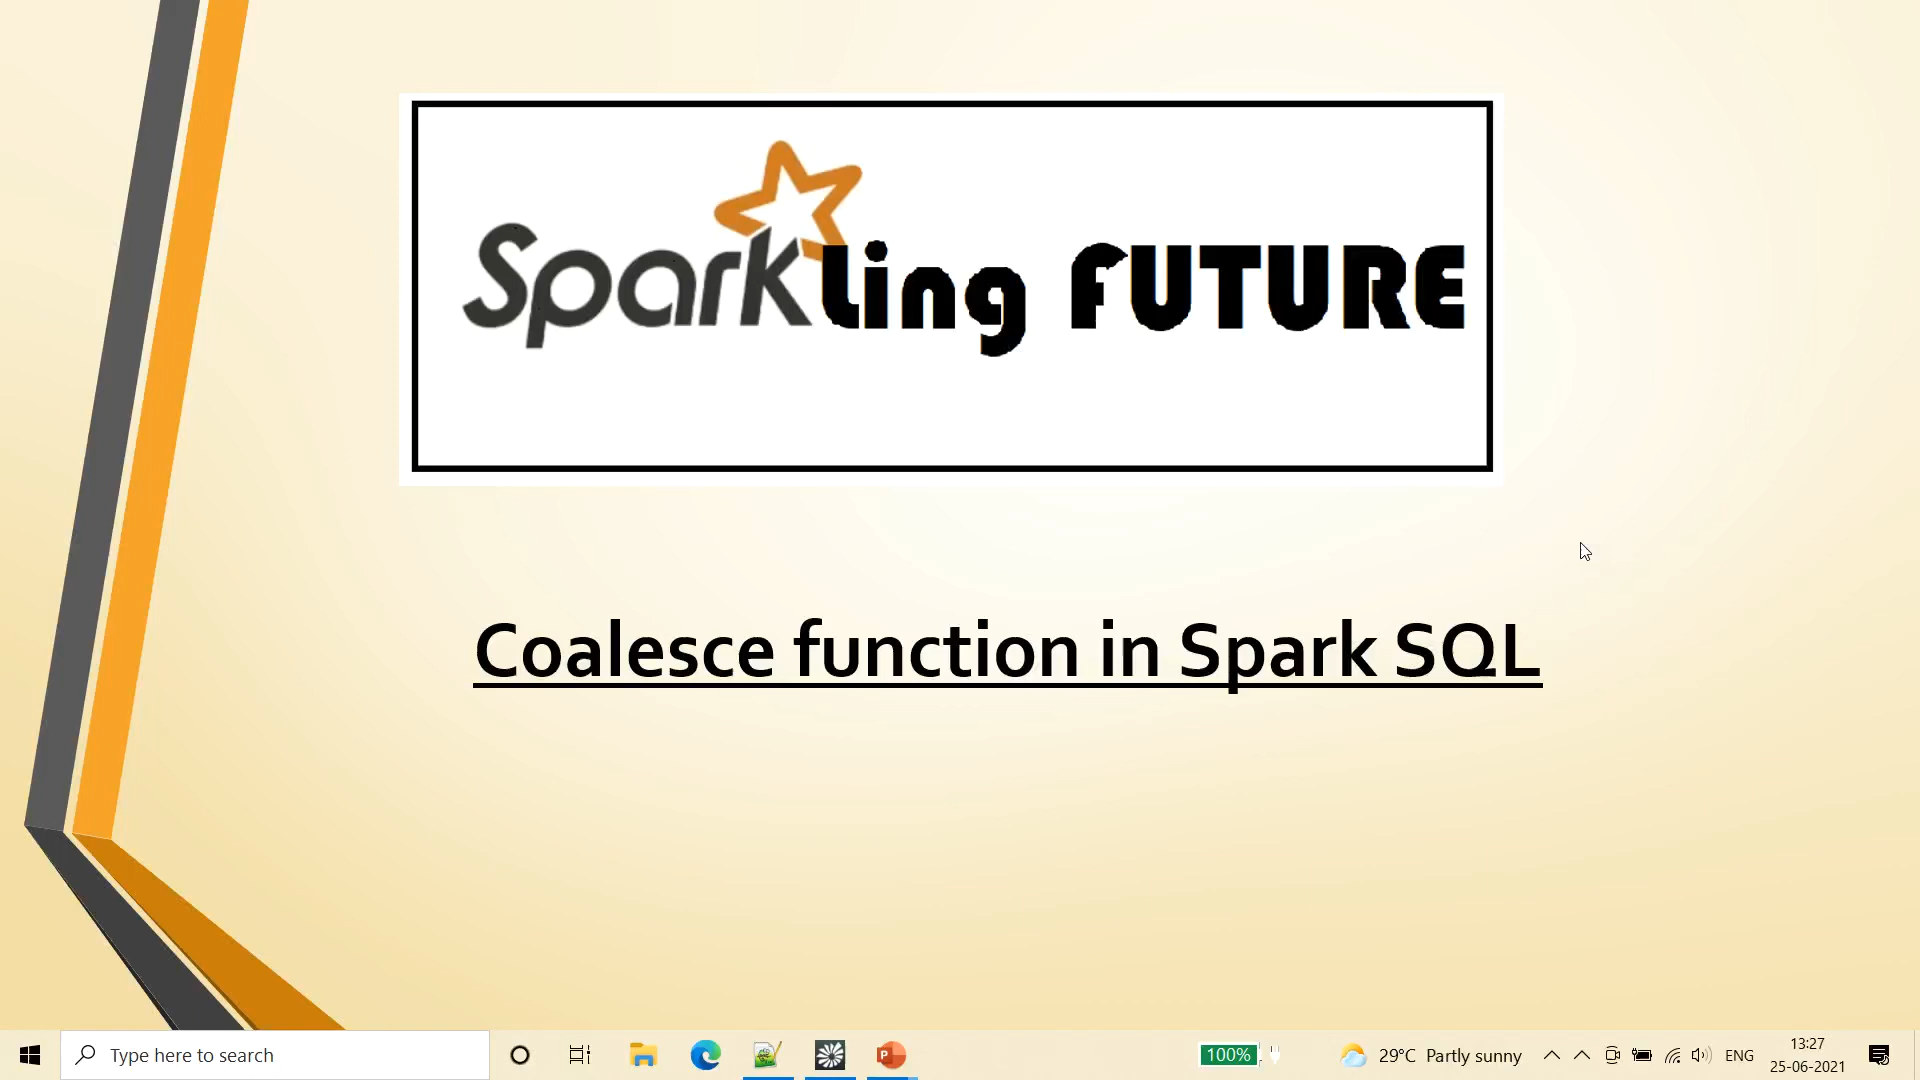 SparkLing FUTURE
Coalesce function in Spark SQL
Type here to search
100%
29°C Partly sunny
ENG
13:27
25-06-2021